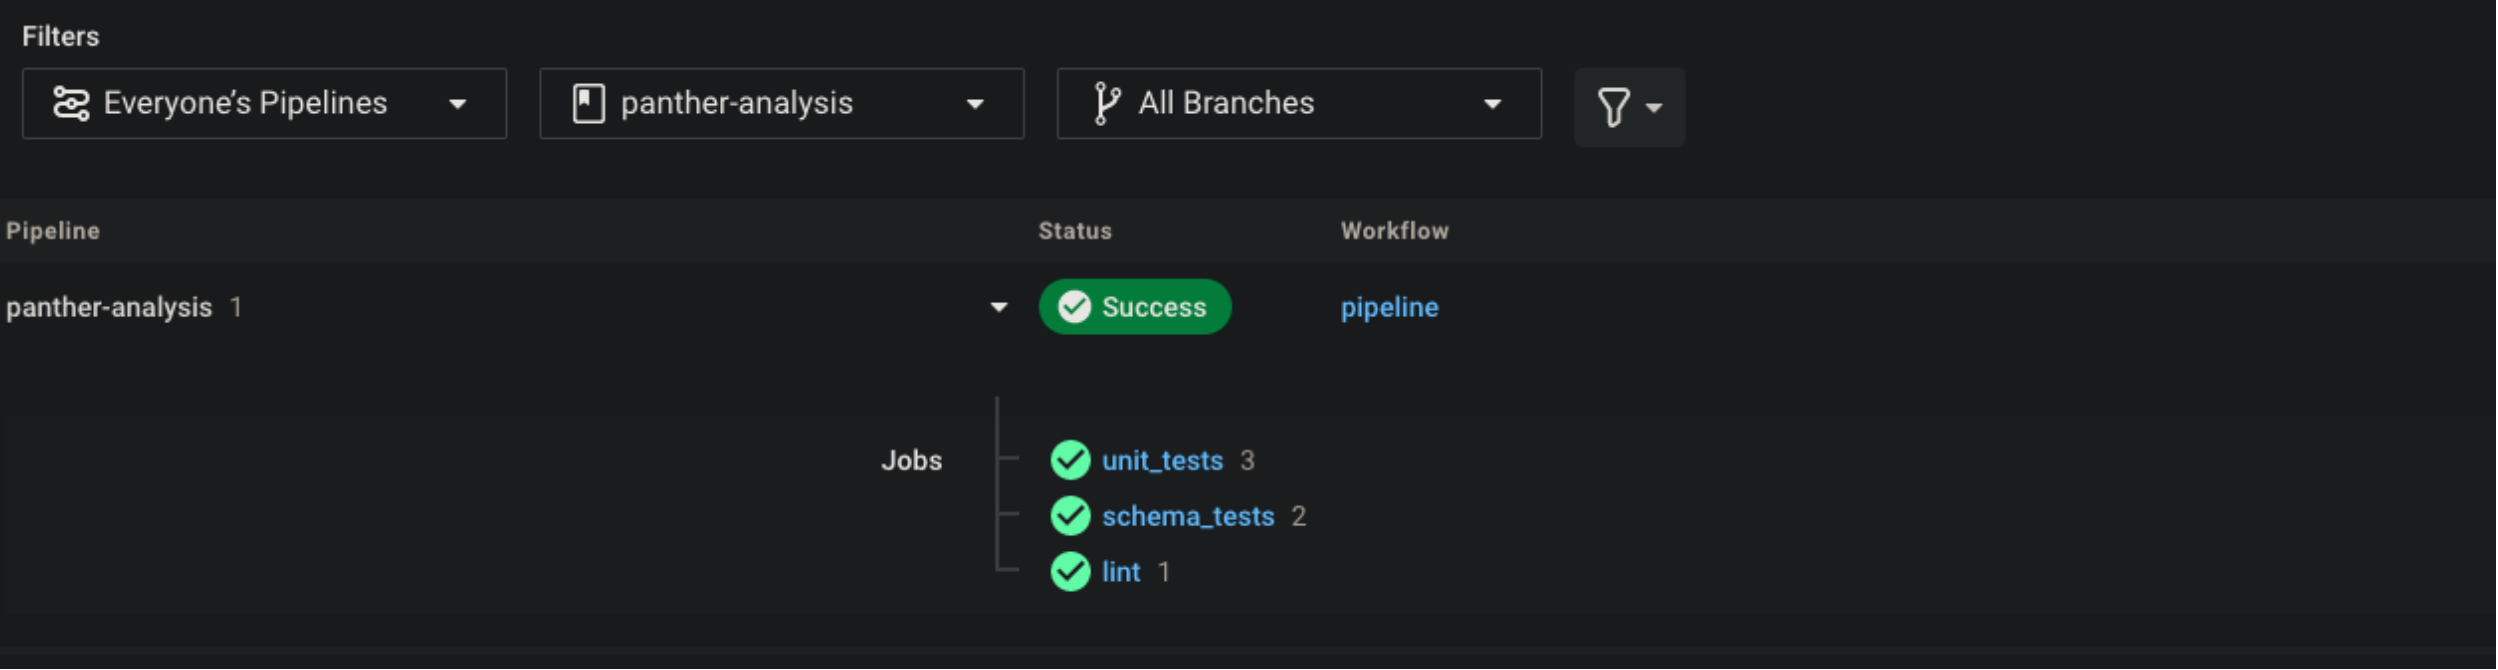 Filters
Everyone's Pipelines panther-analysis All Branches
Pipeline Status Workflow
panther-analysis 1 Success pipeline
Jobs unit_tests 3
schema_tests 2
lint 1